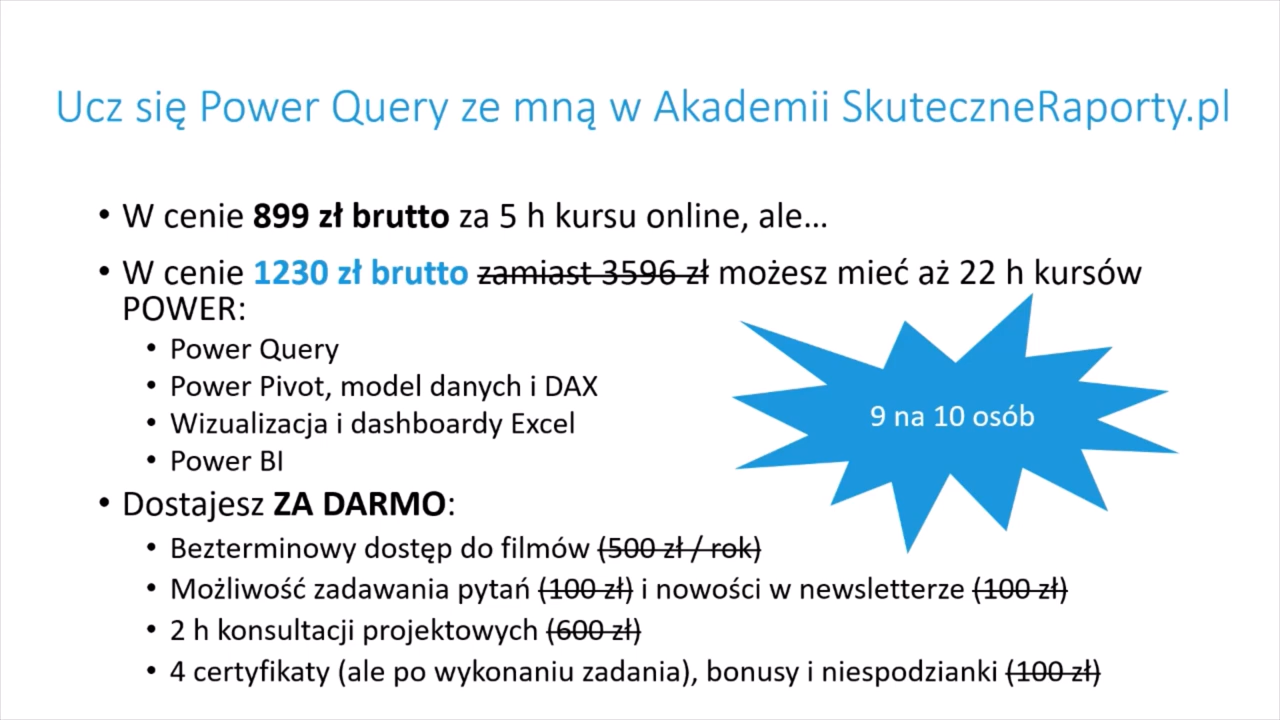 Ucz się Power Query ze mną w Akademii SkuteczneRaporty.pl
• W cenie 899 zł brutto za 5 h kursu online, ale...
• W cenie 1230 zł brutto zamiast 3596 zł możesz mieć aż 22 h kursów
POWER:
• Power Query
• Power Pivot, model danych i DAX
• Wizualizacja i dashboardy Excel
• Power BI
9 na 10 osób
• Dostajesz ZA DARMO:
• Bezterminowy dostęp do filmów (500 zł / rok)
• Możliwość zadawania pytań (100 zł) i nowości w newsletterze (100 zł)
• 2 h konsultacji projektowych (600 zł)
• 4 certyfikaty (ale po wykonaniu zadania), bonusy i niespodzianki (100 zł)